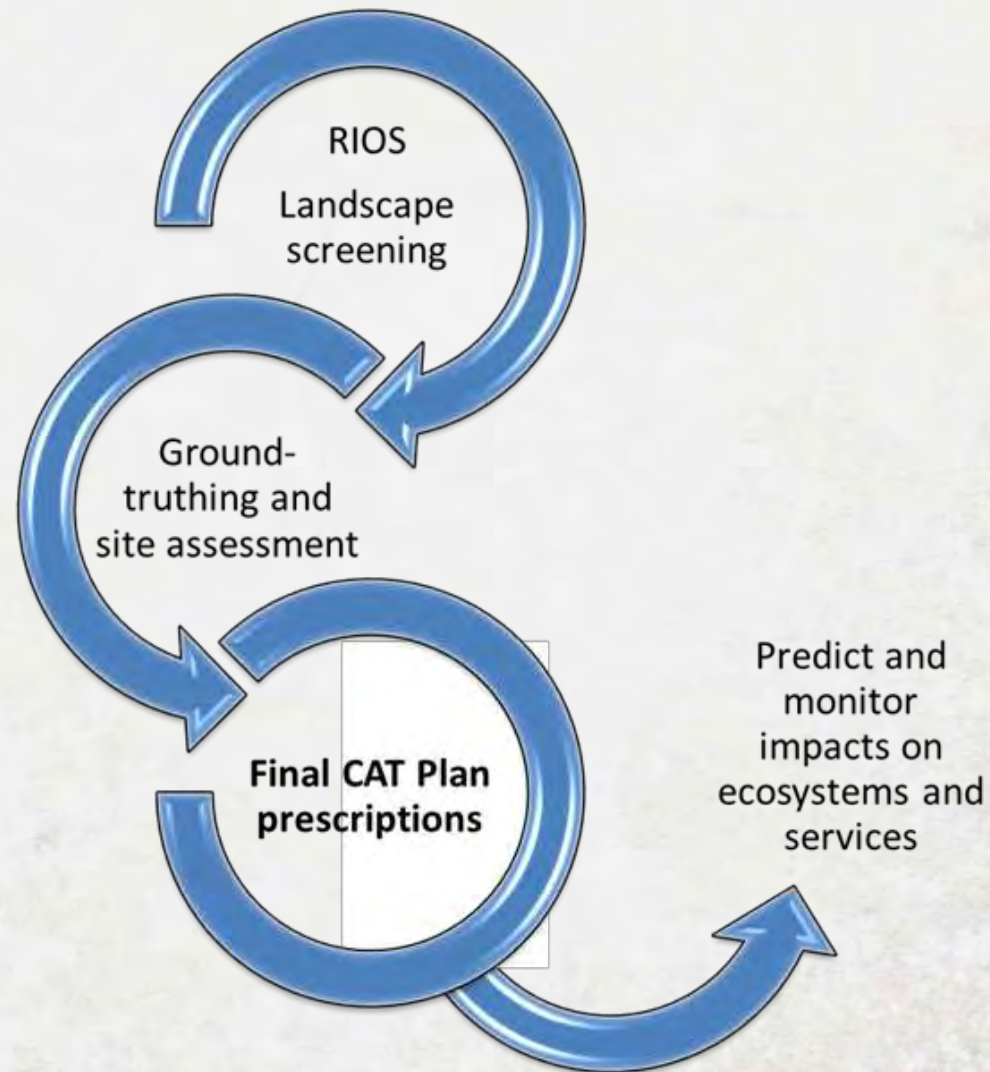 RIOS
Landscape
screening
Ground-
truthing and
site assessment
Final CAT Plan
prescriptions
Predict and
monitor
impacts on
ecosystems and
services